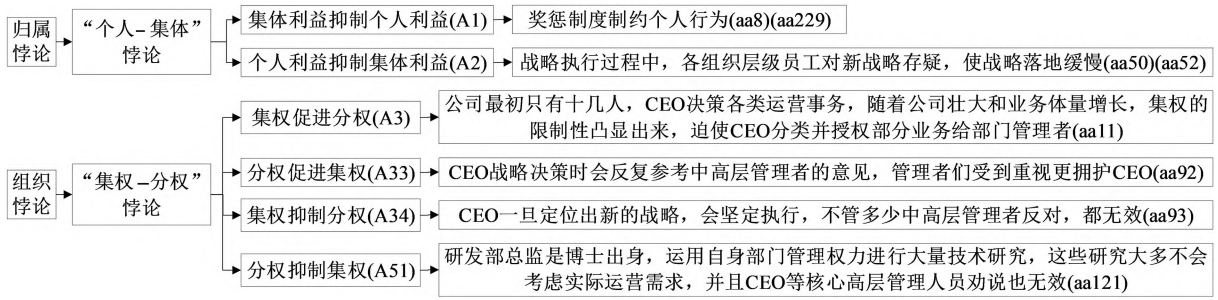 归属
悖论
“个人-集体”
悖论
集体利益抑制个人利益(A1)
奖惩制度制约个人行为(aa8)(aa229)
个人利益抑制集体利益(A2)
战略执行过程中，各组织层级员工对新战略存疑，使战略落地缓慢(aa50)(aa52)
组织
悖论
“集权-分权”
悖论
集权促进分权(A3)
公司最初只有十几人，CEO决策各类运营事务，随着公司壮大和业务体量增长，集权的
限制性凸显出来，迫使CEO分类并授权部分业务给部门管理者(aa11)
分权促进集权(A33)
CEO战略决策时会反复参考中高层管理者的意见，管理者们受到重视更拥护CEO(aa92)
集权抑制分权(A34)
CEO一旦定位出新的战略，会坚定执行，不管多少中高层管理者反对，都无效(aa93)
分权抑制集权(A51)
研发部总监是博士出身，运用自身部门管理权力进行大量技术研究，这些研究大多不会
考虑实际运营需求，并且CEO等核心高层管理人员劝说也无效(aa121)